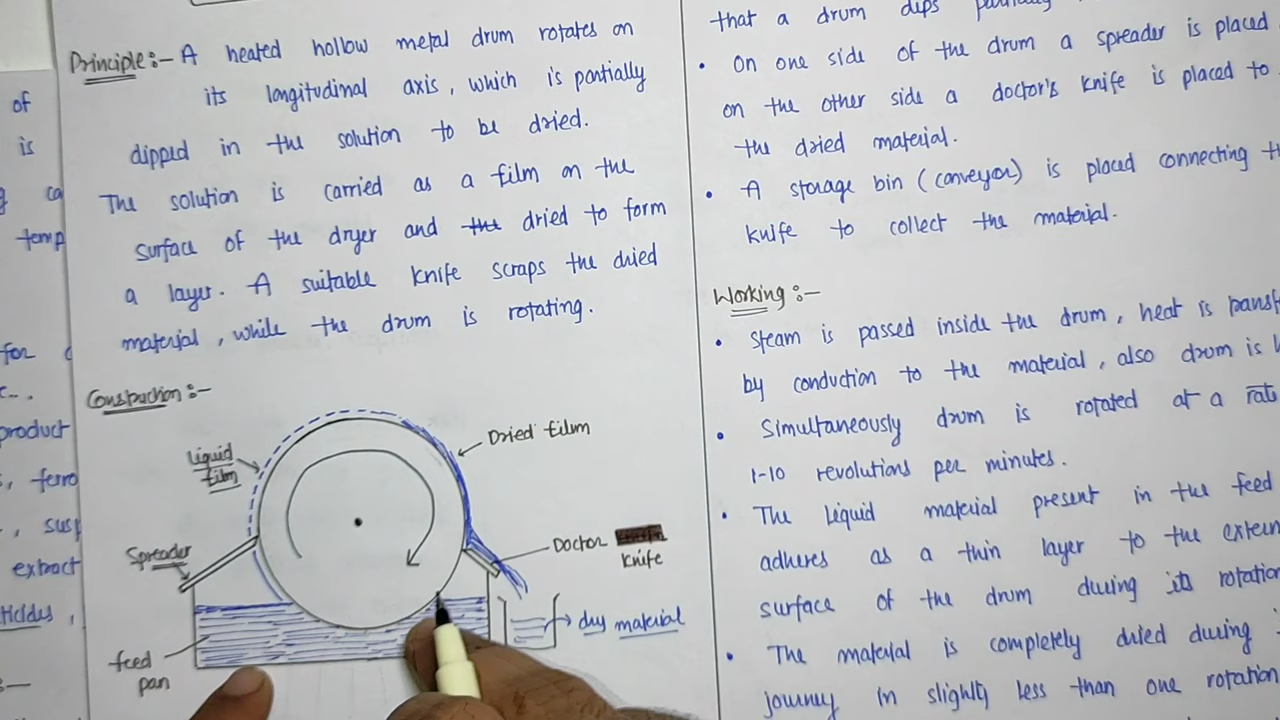 of
is
ca
temp
for
product
ferro
extract
Principle:- A heated hollow metal drum rotates on
its longitudinal axis, which is partially
dipped in the solution to be dried.
The solution is carried as a film on the
surface of the dryer and the dried to form
a layer. A suitable knife scraps the dried
material, while the drum is rotating.
Construction:-
Liquid
film
Dried film
Spreader
Doctor
Knife
dry material
feed
pan
that a drum dips
On one side of the drum a spreader is placed
on the other side a doctor's knife is placed to
the dried material.
A storage bin (conveyor) is placed connecting
knife to collect the material.
Working:-
• Steam is passed inside the drum, heat is
by conduction to the material, also drum is
• Simultaneously drum is rotated at a rate
1-10 revolutions per minutes.
• The liquid material present in the feed
adheres as a thin layer to the
surface of the drum during its rotation
• The material is completely dried during
journey in slightly less than one rotation